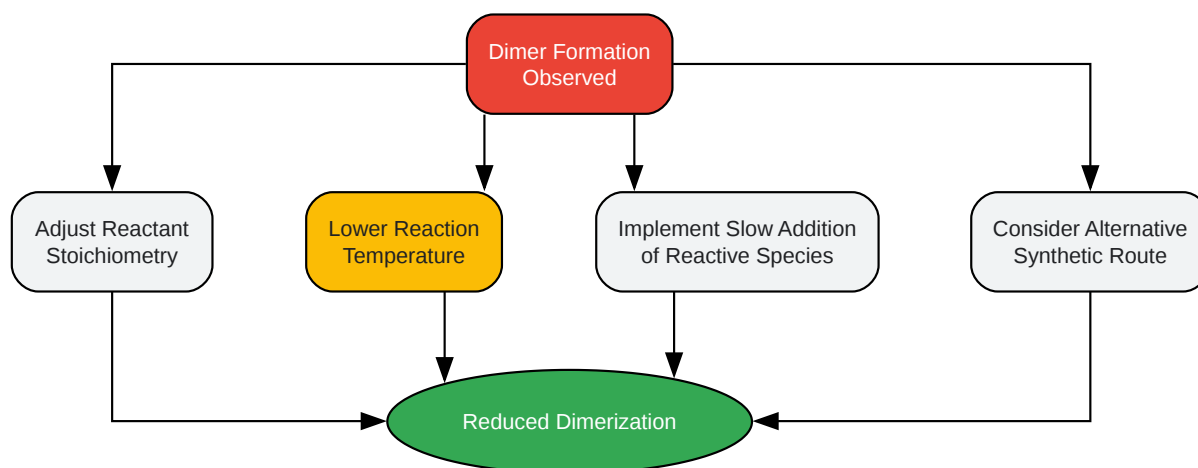 Dimer Formation
Observed
Adjust Reactant
Stoichiometry
Lower Reaction
Temperature
Implement Slow Addition
of Reactive Species
Consider Alternative
Synthetic Route
Reduced Dimerization